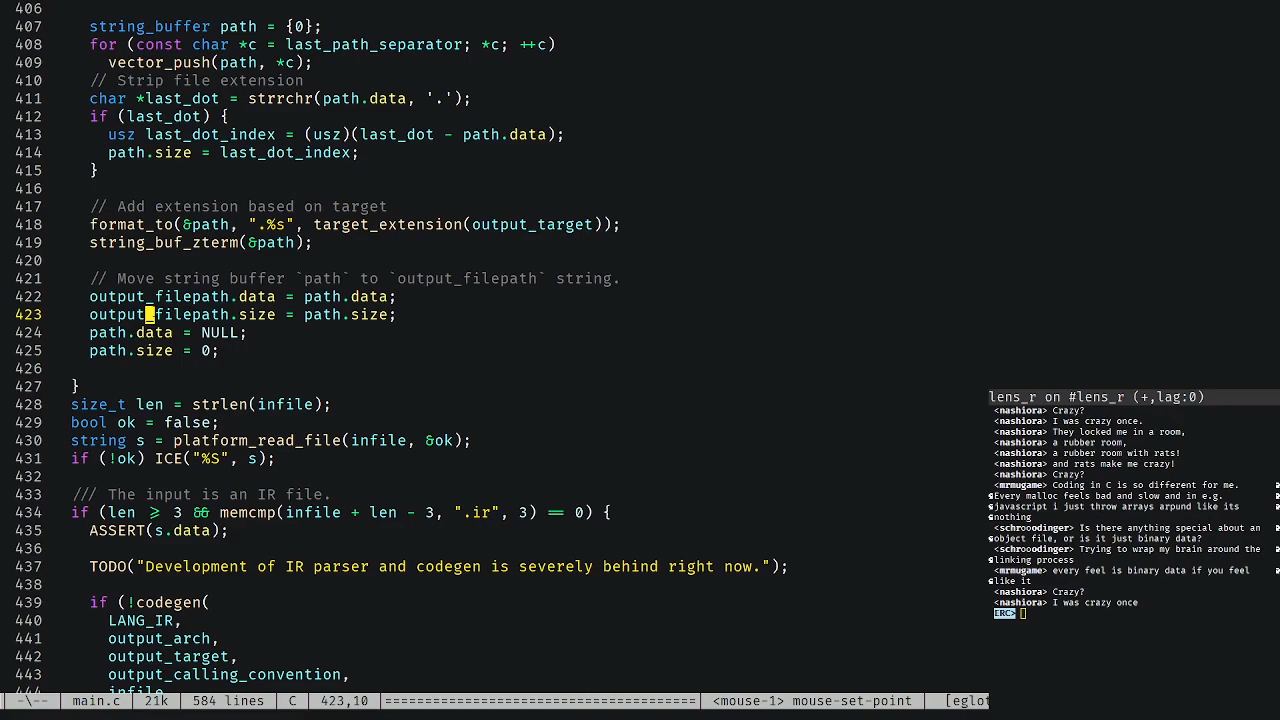 406
407 string_buffer path = {0};
408 for (const char *c = last_path_separator; *c; ++c)
409 vector_push(path, *c);
410 // Strip file extension
411 char *last_dot = strrchr(path.data, '.');
412 if (last_dot) {
413 usz last_dot_index = (usz)(last_dot - path.data);
414 path.size = last_dot_index;
415 }
416
417 // Add extension based on target
418 format_to(&path, ".%s", target_extension(output_target));
419 string_buf_zterm(&path);
420
421 // Move string buffer `path` to `output_filepath` string.
422 output_filepath.data = path.data;
423 output_filepath.size = path.size;
424 path.data = NULL;
425 path.size = 0;
426
427 }
428 size_t len = strlen(infile);
429 bool ok = false;
430 string s = platform_read_file(infile, &ok);
431 if (!ok) ICE("%S", s);
432
433 /// The input is an IR file.
434 if (len >= 3 && memcmp(infile + len - 3, ".ir", 3) == 0) {
435 ASSERT(s.data);
436
437 TODO("Development of IR parser and codegen is severely behind right now.");
438
439 if (!codegen(
440 LANG_IR,
441 output_arch,
442 output_target,
443 output_calling_convention,
444 infile
-\-- main.c 21k 584 lines C 423,10 ================================== <mouse-1> mouse-set-point [eglot
lens_r on #lens_r (+,lag:0)
<nashiora> Crazy?
<nashiora> I was crazy once.
<nashiora> They locked me in a room,
<nashiora> a rubber room,
<nashiora> a rubber room with rats!
<nashiora> and rats make me crazy!
<nashiora> Crazy?
<mrmugame> Coding in C is so different for me.
Every malloc feels bad and slow and in e.g.
javascript i just throw arrays arpund like its
nothing
<schrooodinger> Is there anything special about an
object file, or is it just binary data?
<schrooodinger> Trying to wrap my brain around the
linking process
<mrmugame> every feel is binary data if you feel
like it
<nashiora> Crazy?
<nashiora> I was crazy once
ERC>